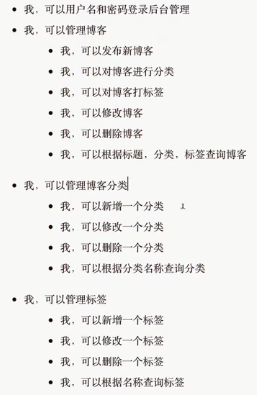 我，可以用户名和密码登录后台管理
我，可以管理博客
我，可以发布新博客
我，可以对博客进行分类
我，可以对博客打标签
我，可以修改博客
我，可以删除博客
我，可以根据标题，分类，标签查询博客
我，可以管理博客分类
我，可以新增一个分类
我，可以修改一个分类
我，可以删除一个分类
我，可以根据分类名称查询分类
我，可以管理标签
我，可以新增一个标签
我，可以修改一个标签
我，可以删除一个标签
我，可以根据名称查询标签